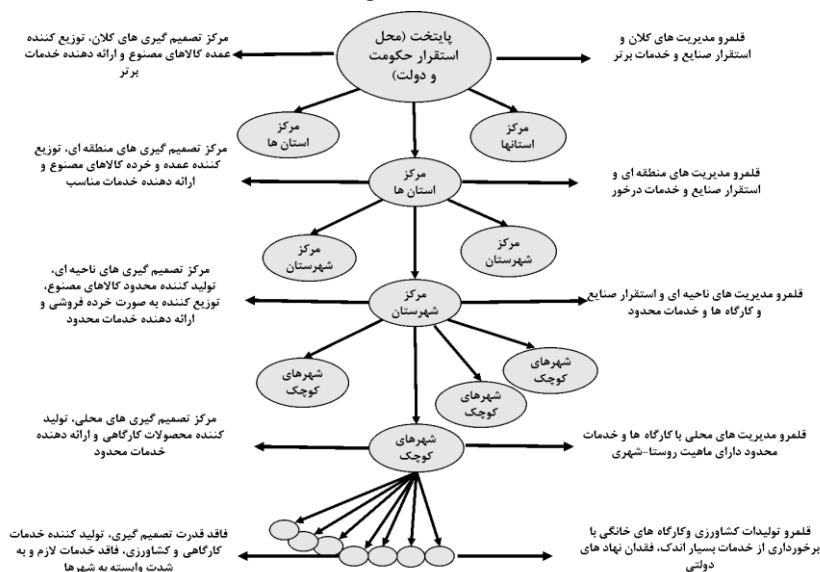 پایتخت (محل
استقرار حکومت
و دولت)
قلمرو مدیریت های کلان و
استقرار صنایع و خدمات برتر
مرکز تصمیم گیری های کلان، توزیع کننده
عمده کالاهای مصنوع و ارائه دهنده خدمات
برتر
مرکز
استانها
مرکز
استان ها
مرکز
استان ها
قلمرو مدیریت های منطقه ای و
استقرار صنایع و خدمات درخور
مرکز تصمیم گیری های منطقه ای، توزیع
کننده عمده و خرده کالاهای مصنوع و
ارائه دهنده خدمات مناسب
مرکز
شهرستان
مرکز
شهرستان
مرکز
شهرستان
قلمرو مدیریت های ناحیه ای و استقرار صنایع
و کارگاه ها و خدمات محدود
مرکز تصمیم گیری های ناحیه ای،
تولید کننده محدود کالاهای مصنوع،
توزیع کننده به صورت خرده فروشی و
ارائه دهنده خدمات محدود
شهرهای
کوچک
شهرهای
کوچک
شهرهای
کوچک
شهرهای
کوچک
قلمرو مدیریت های محلی با کارگاه ها و خدمات
محدود دارای ماهیت روستا-شهری
مرکز تصمیم گیری های محلی، تولید
کننده محصولات کارگاهی و ارائه دهنده
خدمات محدود
قلمرو تولیدات کشاورزی وکارگاه های خانگی با
برخورداری از خدمات بسیار اندک، فقدان نهاد های
دولتی
فاقد قدرت تصمیم گیری، تولید کننده خدمات
کارگاهی و کشاورزی، فاقد خدمات لازم و به
شدت وابسته به شهرها